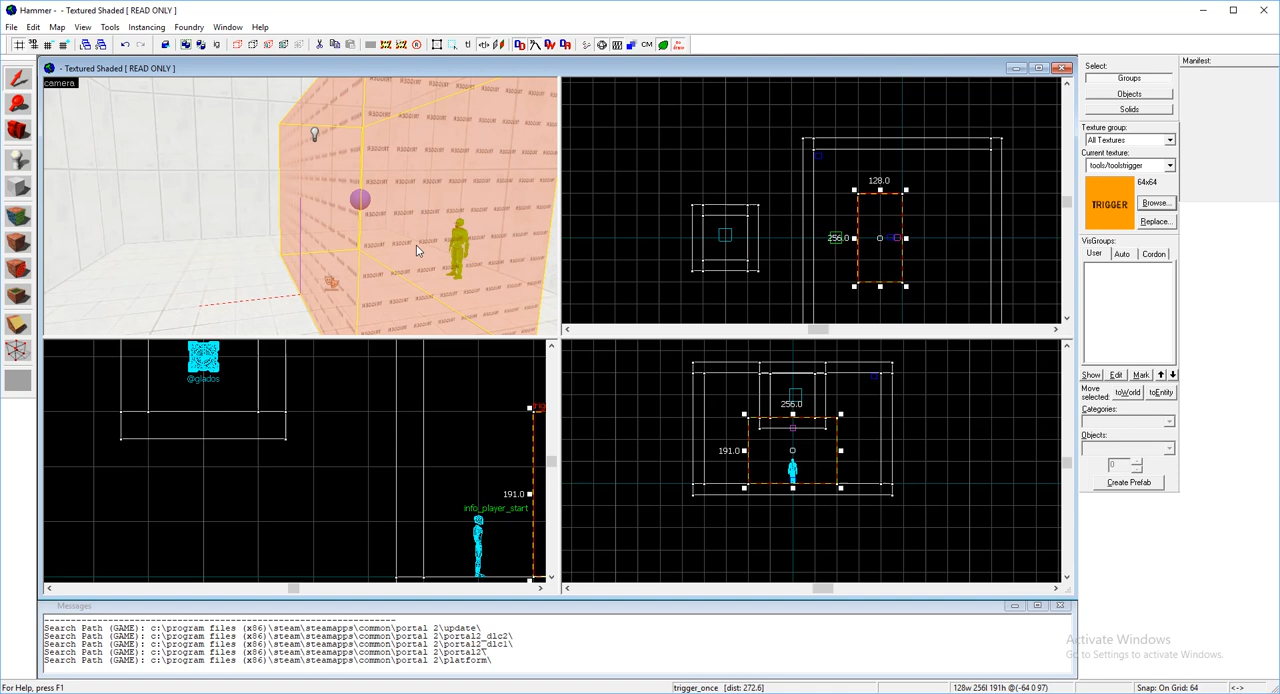 Hammer - - Textured Shaded [ READ ONLY ]
File Edit Map View Tools Instancing Foundry Window Help
- Textured Shaded [ READ ONLY ]
camera
128.0
256.0
@glados
191.0
info_player_start
256.0
191.0
Messages
Search Path (GAME): c:\program files (x86)\steam\steamapps\common\portal 2\update\
Search Path (GAME): c:\program files (x86)\steam\steamapps\common\portal 2\portal2_dlc2\
Search Path (GAME): c:\program files (x86)\steam\steamapps\common\portal 2\portal2_dlc1\
Search Path (GAME): c:\program files (x86)\steam\steamapps\common\portal 2\portal2\
Search Path (GAME): c:\program files (x86)\steam\steamapps\common\portal 2\platform\
Select:
Groups
Objects
Solids
Texture group:
All Textures
Current texture:
tools/toolstrigger
TRIGGER
64x64
Browse...
Replace...
VisGroups:
User Auto Cordon
Show Edit Mark
Move selected: toWorld toEntity
Categories:
Objects:
0
Create Prefab
Manifest:
Activate Windows
Go to Settings to activate Windows.
For Help, press F1
trigger_once [dist: 272.6]
128w 256l 191h @(-64 0 97)
Snap: On Grid: 64
<->